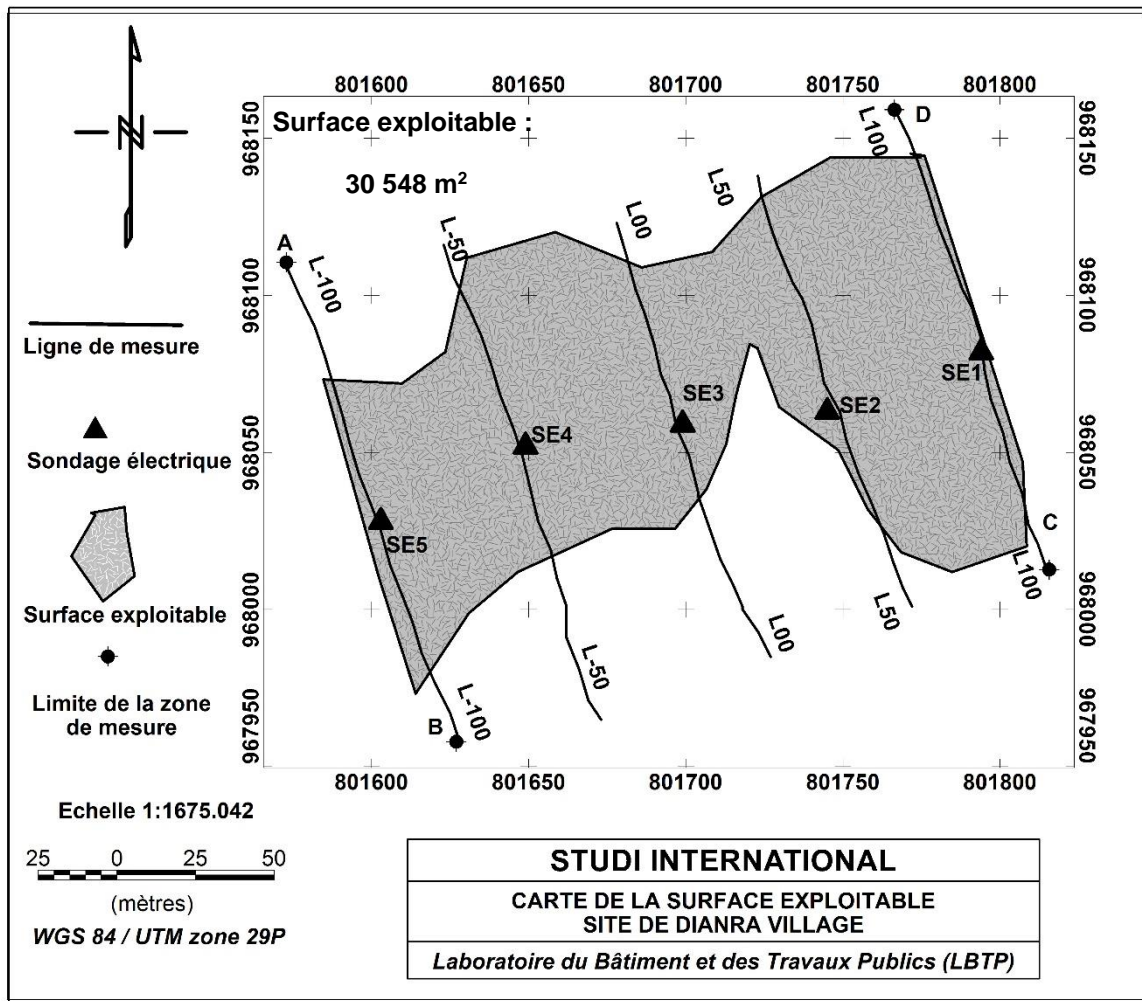 801600 801650 801700 801750 801800
968150 968100 968050 968000 967950
968150 968100 968050 968000 967950
801600 801650 801700 801750 801800
Surface exploitable :
30 548 m²
N
A
B
C
D
L-100
L-50
L00
L50
L100
L-100
L-50
L00
L50
L100
SE1
SE2
SE3
SE4
SE5
Ligne de mesure
Sondage électrique
Surface exploitable
Limite de la zone
de mesure
Echelle 1:1675.042
25 0 25 50
(mètres)
WGS 84 / UTM zone 29P
STUDI INTERNATIONAL
CARTE DE LA SURFACE EXPLOITABLE
SITE DE DIANRA VILLAGE
Laboratoire du Bâtiment et des Travaux Publics (LBTP)